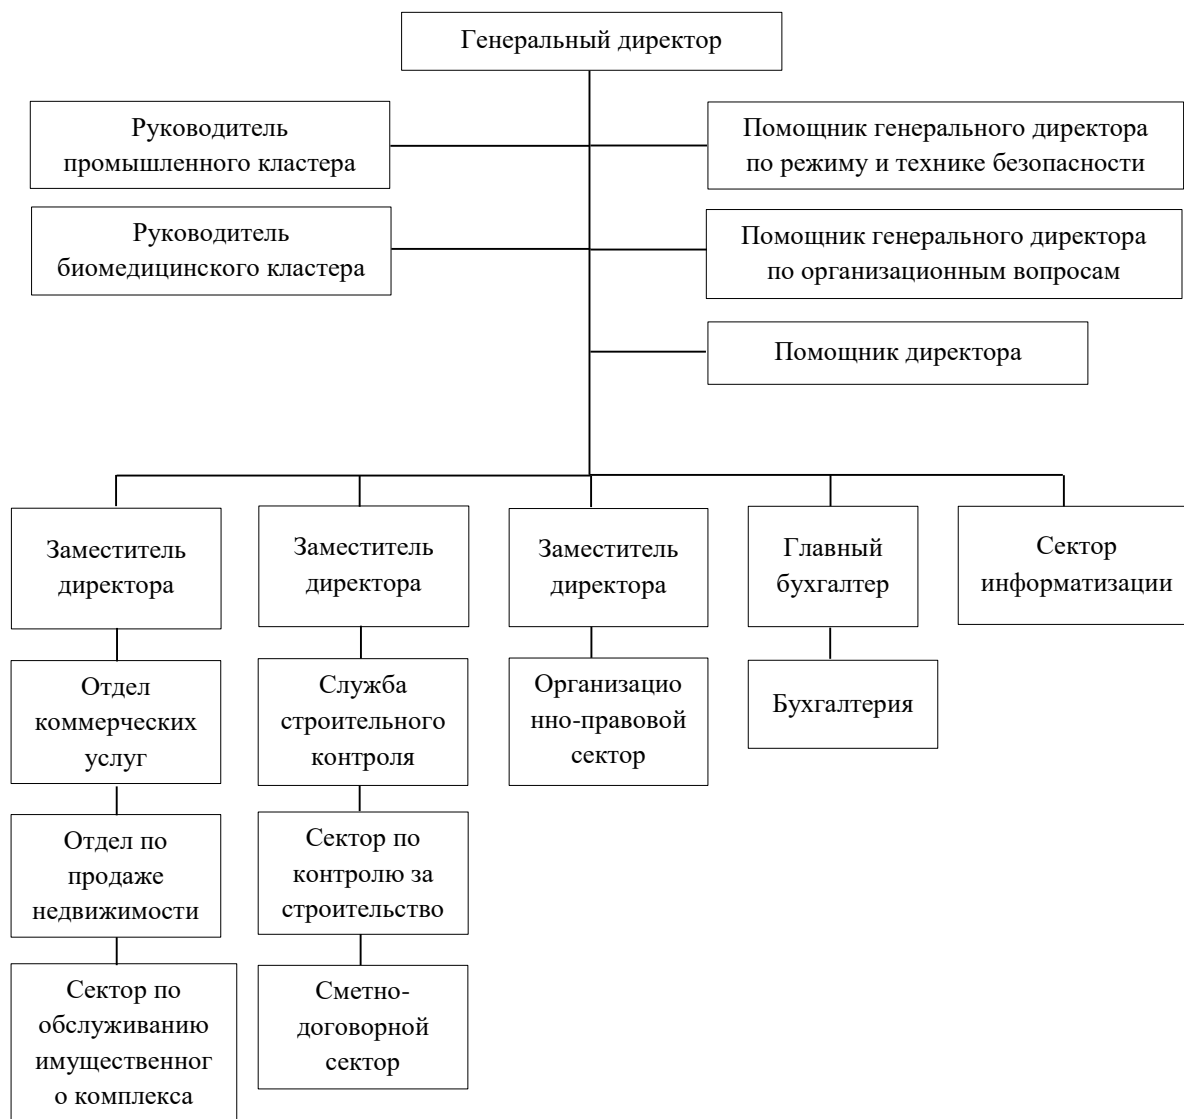 Генеральный директор
Руководитель
промышленного кластера
Помощник генерального директора
по режиму и технике безопасности
Руководитель
биомедицинского кластера
Помощник генерального директора
по организационным вопросам
Помощник директора
Заместитель
директора
Заместитель
директора
Заместитель
директора
Главный
бухгалтер
Сектор
информатизации
Отдел
коммерческих
услуг
Служба
строительного
контроля
Организацио
нно-правовой
сектор
Бухгалтерия
Отдел по
продаже
недвижимости
Сектор по
контролю за
строительство
Сектор по
обслуживанию
имущественног
о комплекса
Сметно-
договорной
сектор